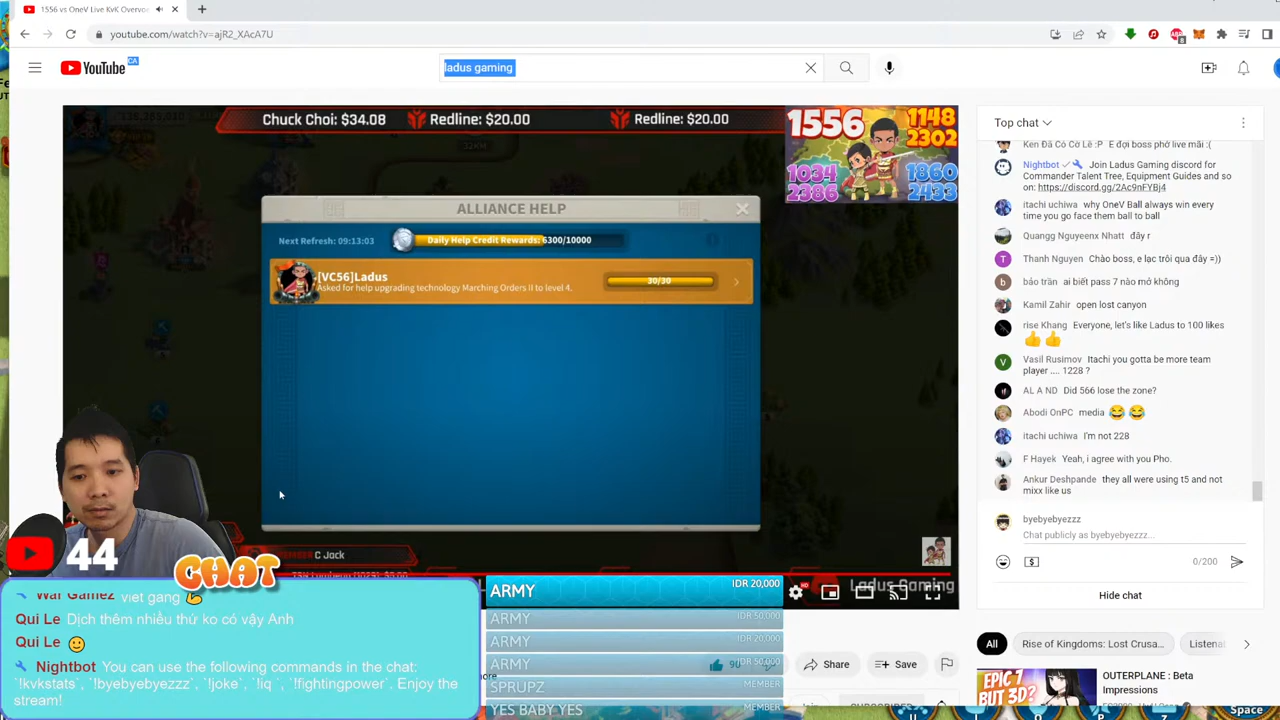 1556 vs OneV Live KvK Overvo
youtube.com/watch?v=ajR2_XAcA7U
YouTube CA
ladus gaming
Chuck Choi: $34.08
Redline: $20.00
Redline: $20.00
1556
1148
2302
1034
2386
1860
2433
ALLIANCE HELP
Next Refresh: 09:13:03
Daily Help Credit Rewards: 6300/10000
[VC56]Ladus
Asked for help upgrading technology Marching Orders II to level 4.
30/30
C Jack
Ladus Gaming
Top chat
Ken Đã Có Cờ Lê :P E đợi boss phở live mãi :(
Nightbot Join Ladus Gaming discord for
Commander Talent Tree, Equipment Guides and so
on: https://discord.gg/2Ac9nFYBj4
itachi uchiwa why OneV Ball always win every
time you go face them ball to ball
Quangg Nguyeenx Nhatt đây r
Thanh Nguyen Chào boss, e lạc trôi qua đây =))
báo trần ai biết pass 7 nào mở không
Kamil Zahir open lost canyon
rise Khang Everyone, let's like Ladus to 100 likes
👍👍
Vasil Rusimov Itachi you gotta be more team
player .... 1228 ?
AL A ND Did 566 lose the zone?
Abodi OnPC media 😂😂
itachi uchiwa I'm not 228
F Hayek Yeah, i agree with you Pho.
Ankur Deshpande they all were using t5 and not
mixx like us
byebyebyezzz
Chat publicly as byebyebyezzz...
0/200
Hide chat
All
Rise of Kingdoms: Lost Crusa...
Listena
EPIC 7
BUT 3D?
OUTERPLANE : Beta
Impressions
Share
Save
44
CHAT
War Gamez viet gang 💪
Qui Le Dịch thêm nhiều thứ ko có vậy Anh
Qui Le 🙂
Nightbot You can use the following commands in the chat:
`!kvkstats`, `!byebyebyezzz`, `!joke`, `!iq`, `!fightingpower`. Enjoy the
stream!
ARMY IDR 20,000
ARMY IDR 50,000
ARMY IDR 20,000
ARMY IDR 50,000
SPRUPZ MEMBER
YES BABY YES MEMBER
Space